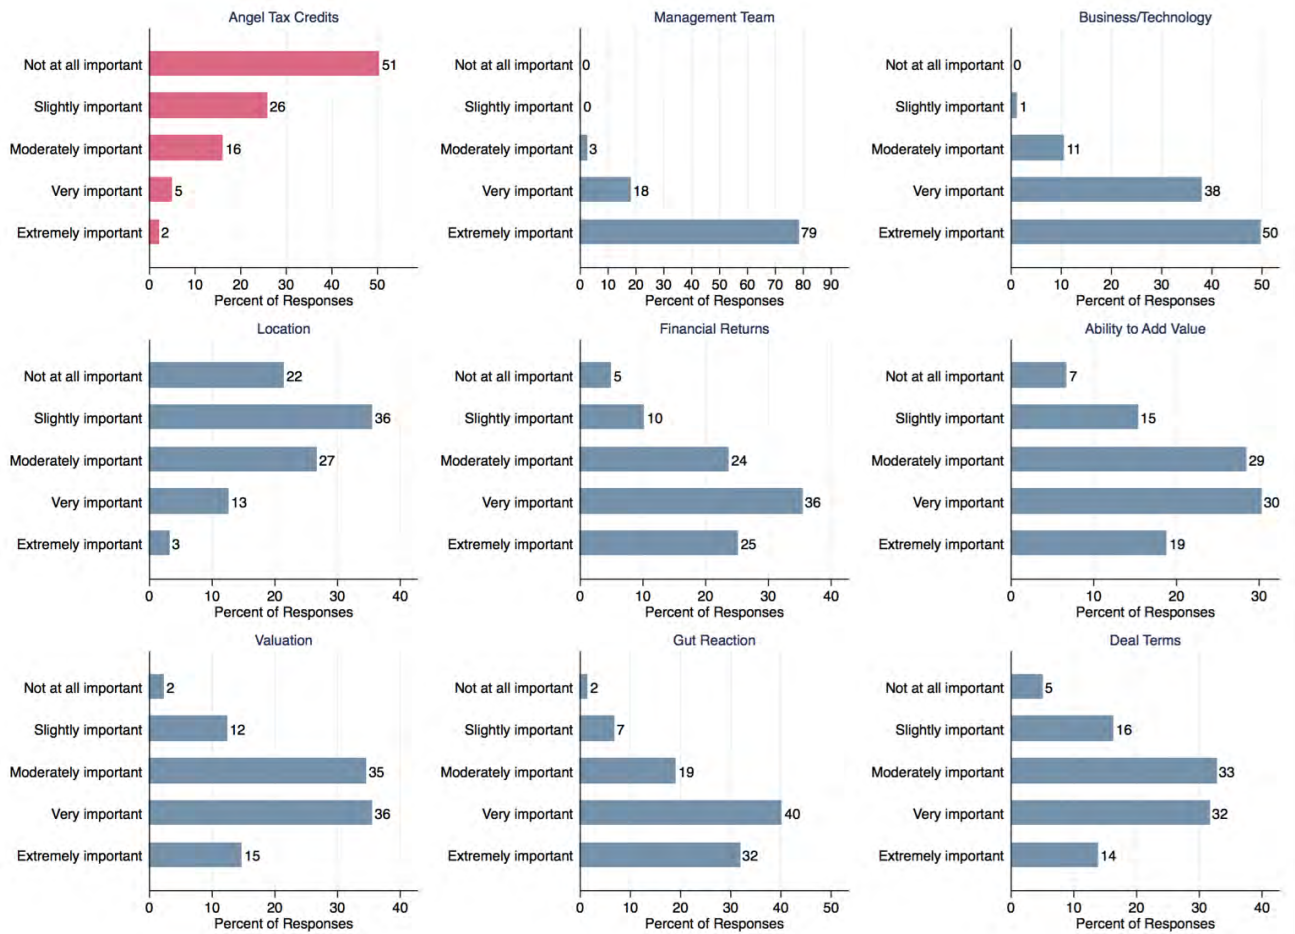 Angel Tax Credits
Not at all important 51
Slightly important 26
Moderately important 16
Very important 5
Extremely important 2
0 10 20 30 40 50
Percent of Responses
Management Team
Not at all important 0
Slightly important 0
Moderately important 3
Very important 18
Extremely important 79
0 10 20 30 40 50 60 70 80 90
Percent of Responses
Business/Technology
Not at all important 0
Slightly important 1
Moderately important 11
Very important 38
Extremely important 50
0 10 20 30 40 50
Percent of Responses
Location
Not at all important 22
Slightly important 36
Moderately important 27
Very important 13
Extremely important 3
0 10 20 30 40
Percent of Responses
Financial Returns
Not at all important 5
Slightly important 10
Moderately important 24
Very important 36
Extremely important 25
0 10 20 30 40
Percent of Responses
Ability to Add Value
Not at all important 7
Slightly important 15
Moderately important 29
Very important 30
Extremely important 19
0 10 20 30
Percent of Responses
Valuation
Not at all important 2
Slightly important 12
Moderately important 35
Very important 36
Extremely important 15
0 10 20 30 40
Percent of Responses
Gut Reaction
Not at all important 2
Slightly important 7
Moderately important 19
Very important 40
Extremely important 32
0 10 20 30 40 50
Percent of Responses
Deal Terms
Not at all important 5
Slightly important 16
Moderately important 33
Very important 32
Extremely important 14
0 10 20 30 40
Percent of Responses